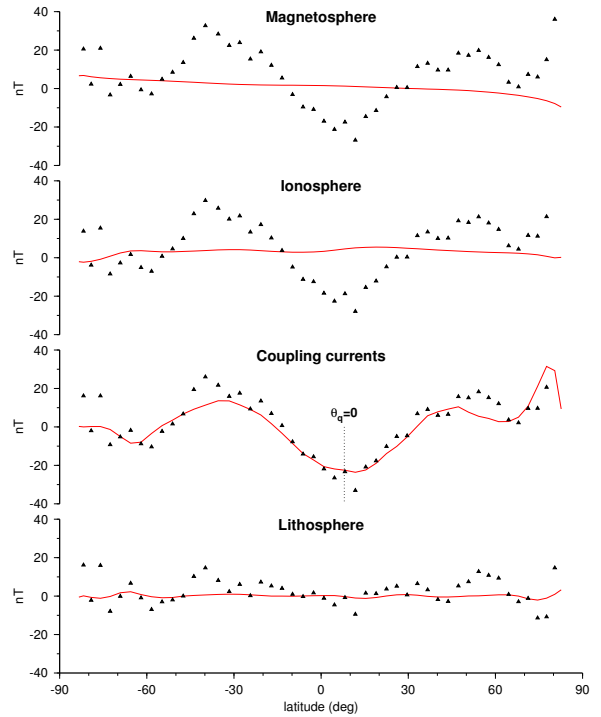 Magnetosphere
40
20
0
-20
-40
nT
Ionosphere
40
20
0
-20
-40
nT
Coupling currents
40
20
0
-20
-40
nT
θq=0
Lithosphere
40
20
0
-20
-40
nT
-90 -60 -30 0 30 60 90
latitude (deg)